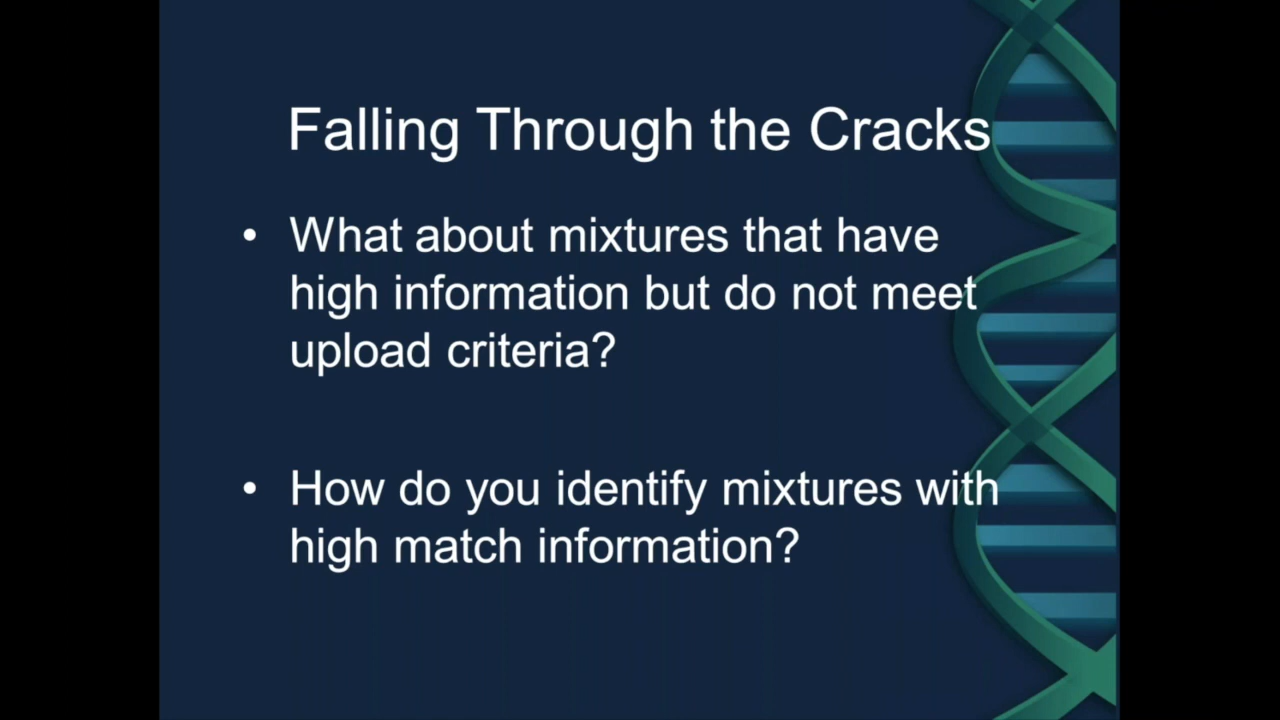 Falling Through the Cracks
• What about mixtures that have
high information but do not meet
upload criteria?
• How do you identify mixtures with
high match information?